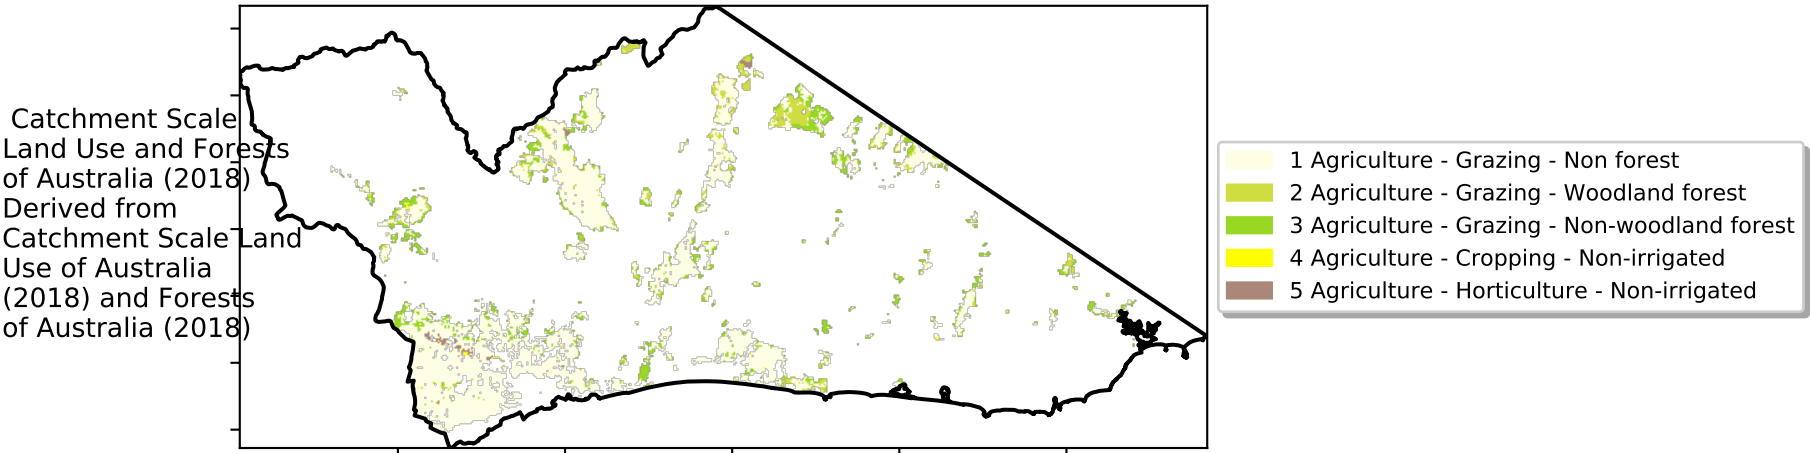 Catchment Scale
Land Use and Forests
of Australia (2018)
Derived from
Catchment Scale Land
Use of Australia
(2018) and Forests
of Australia (2018)
1 Agriculture - Grazing - Non forest
2 Agriculture - Grazing - Woodland forest
3 Agriculture - Grazing - Non-woodland forest
4 Agriculture - Cropping - Non-irrigated
5 Agriculture - Horticulture - Non-irrigated